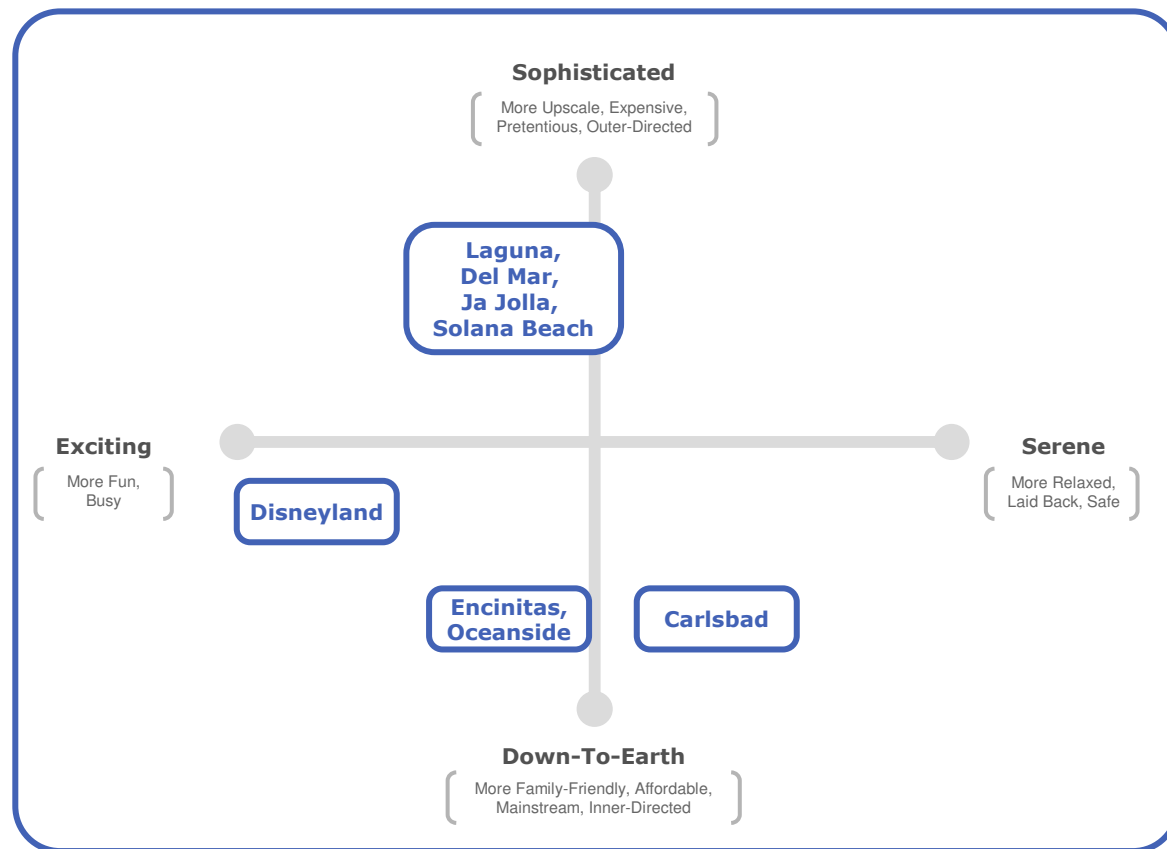 Sophisticated
More Upscale, Expensive,
Pretentious, Outer-Directed
Laguna,
Del Mar,
Ja Jolla,
Solana Beach
Exciting
More Fun,
Busy
Serene
More Relaxed,
Laid Back, Safe
Disneyland
Encinitas,
Oceanside
Carlsbad
Down-To-Earth
More Family-Friendly, Affordable,
Mainstream, Inner-Directed